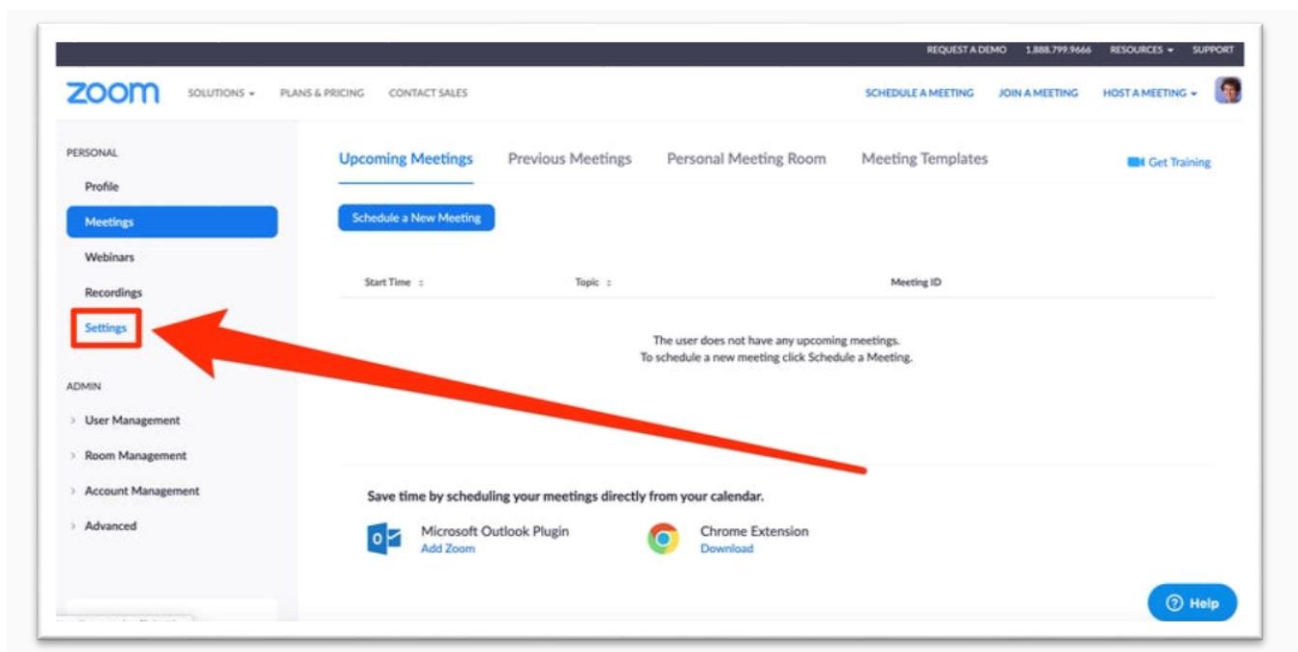 REQUEST A DEMO 1.888.799.9666 RESOURCES SUPPORT
zoom SOLUTIONS PLANS & PRICING CONTACT SALES SCHEDULE A MEETING JOIN A MEETING HOST A MEETING
PERSONAL
Profile
Meetings
Webinars
Recordings
Settings
ADMIN
User Management
Room Management
Account Management
Advanced
Upcoming Meetings Previous Meetings Personal Meeting Room Meeting Templates Get Training
Schedule a New Meeting
Start Time Topic Meeting ID
The user does not have any upcoming meetings.
To schedule a new meeting click Schedule a Meeting.
Save time by scheduling your meetings directly from your calendar.
Microsoft Outlook Plugin
Add Zoom
Chrome Extension
Download
Help